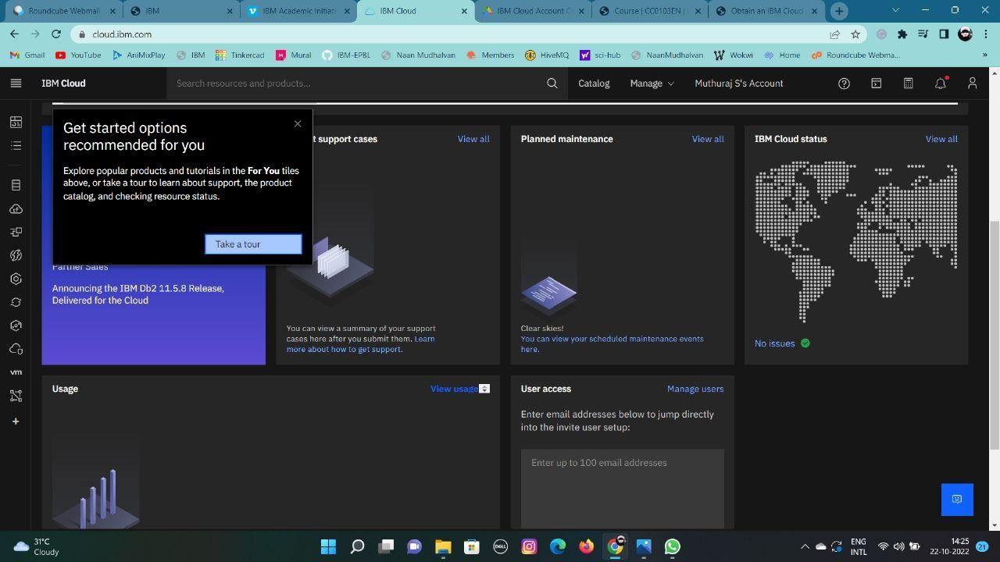 Roundcube Webmail
IBM
IBM Academic Initiati
IBM Cloud
IBM Cloud Account C
Course | CC0103EN |
Obtain an IBM Cloud
cloud.ibm.com
Gmail
YouTube
AniMixPlay
IBM
Tinkercad
Mural
IBM-EPBL
Naan Mudhalvan
Members
HiveMQ
sci-hub
NaanMudhalvan
Wokwi
Home
Roundcube Webma...
»
IBM Cloud
Search resources and products...
Catalog
Manage
Muthuraj S's Account
Get started options
recommended for you
Explore popular products and tutorials in the For You tiles
above, or take a tour to learn about support, the product
catalog, and checking resource status.
Take a tour
Partner Sales
Announcing the IBM Db2 11.5.8 Release,
Delivered for the Cloud
t support cases
View all
You can view a summary of your support
cases here after you submit them. Learn
more about how to get support.
Planned maintenance
View all
Clear skies!
You can view your scheduled maintenance events
here.
IBM Cloud status
View all
No issues
vm
Usage
View usage
User access
Manage users
Enter email addresses below to jump directly
into the invite user setup:
Enter up to 100 email addresses
31°C
Cloudy
DELL
ENG
INTL
14:25
22-10-2022
21